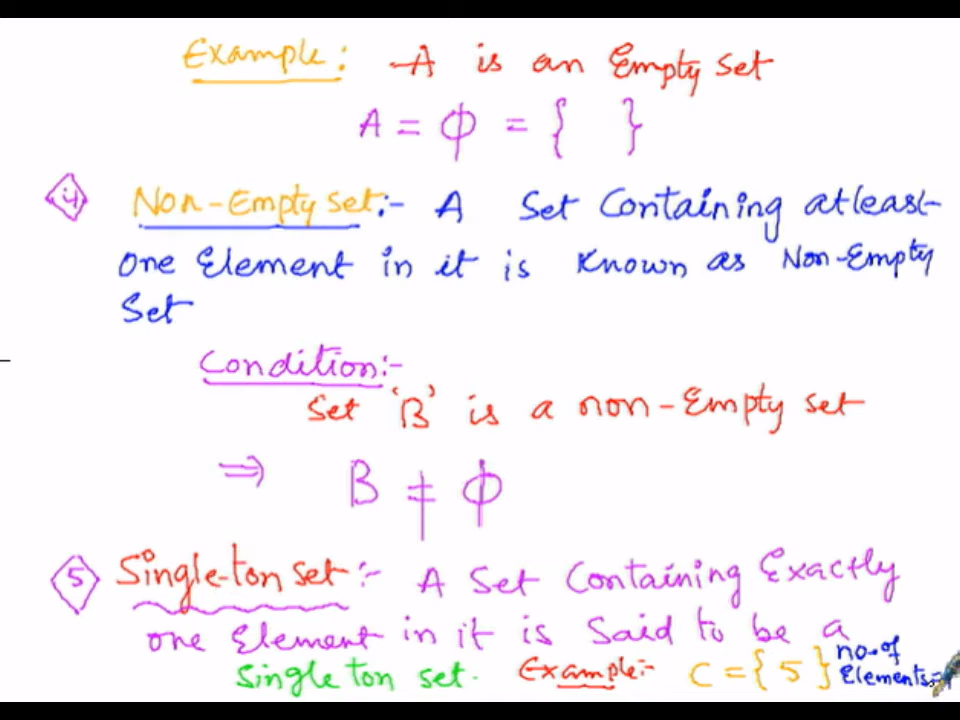 Example: A is an Empty set
A = ϕ = { }
4 Non-Empty set:- A Set Containing atleast
one Element in it is Known as Non-Empty
Set
Condition:-
Set 'B' is a non-Empty set
⇒ B ≠ ϕ
5 Single-ton set:- A Set Containing Exactly
one Element in it is Said to be a
Single ton set. Example:- C = { 5 } no. of
Elements=1